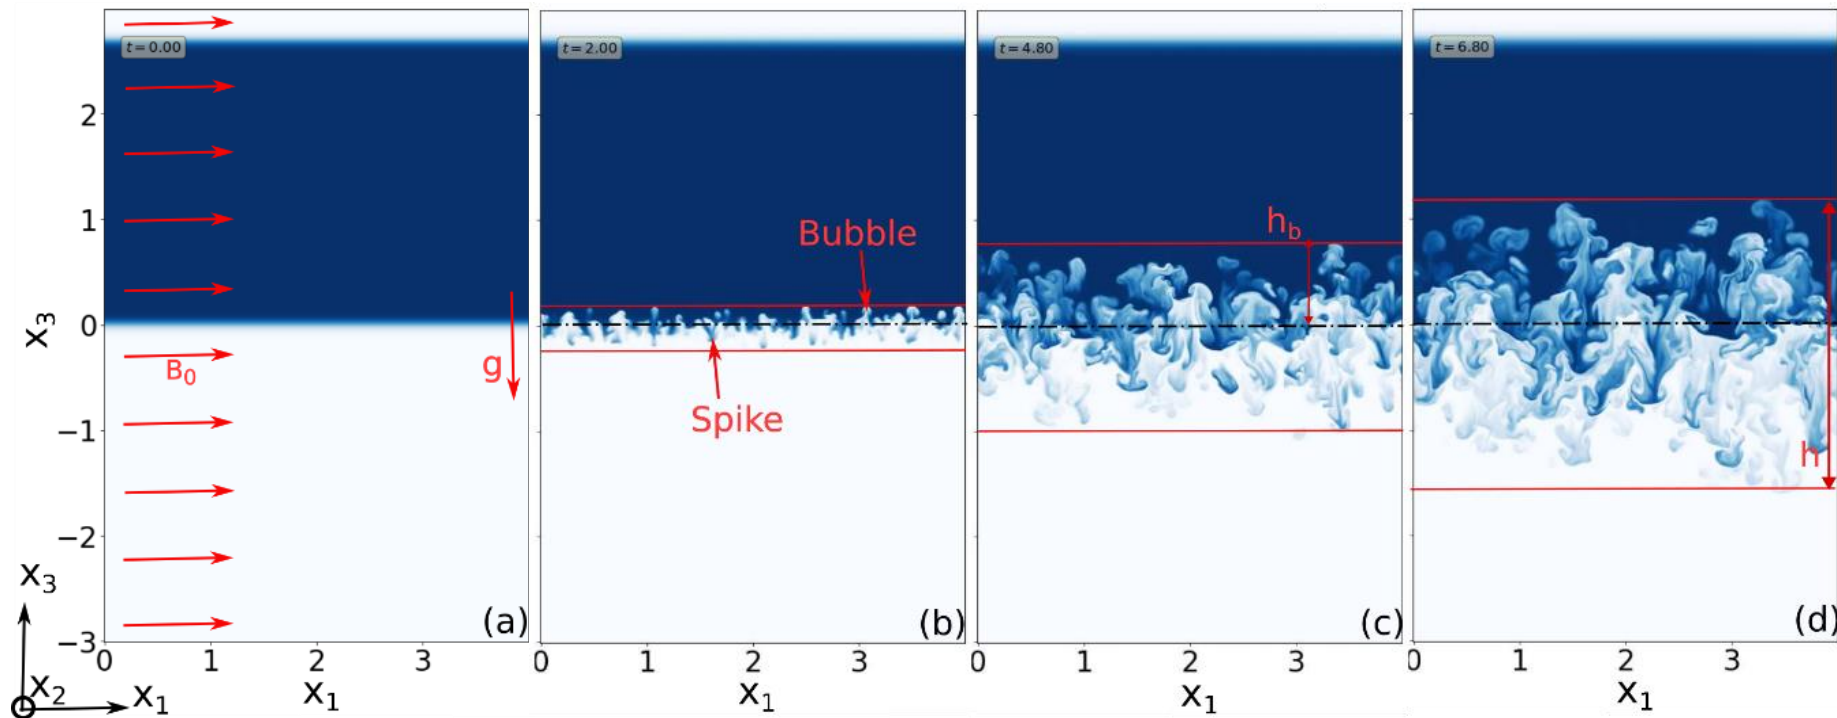 t = 0.00
t = 2.00
t = 4.80
t = 6.80
2
1
0
−1
−2
−3
x₃
B₀
g
Bubble
Spike
h_b
h
(a)
(b)
(c)
(d)
0 1 2 3
0 1 2 3
0 1 2 3
0 1 2 3
x₁
x₁
x₁
x₁
x₃
x₂
x₁